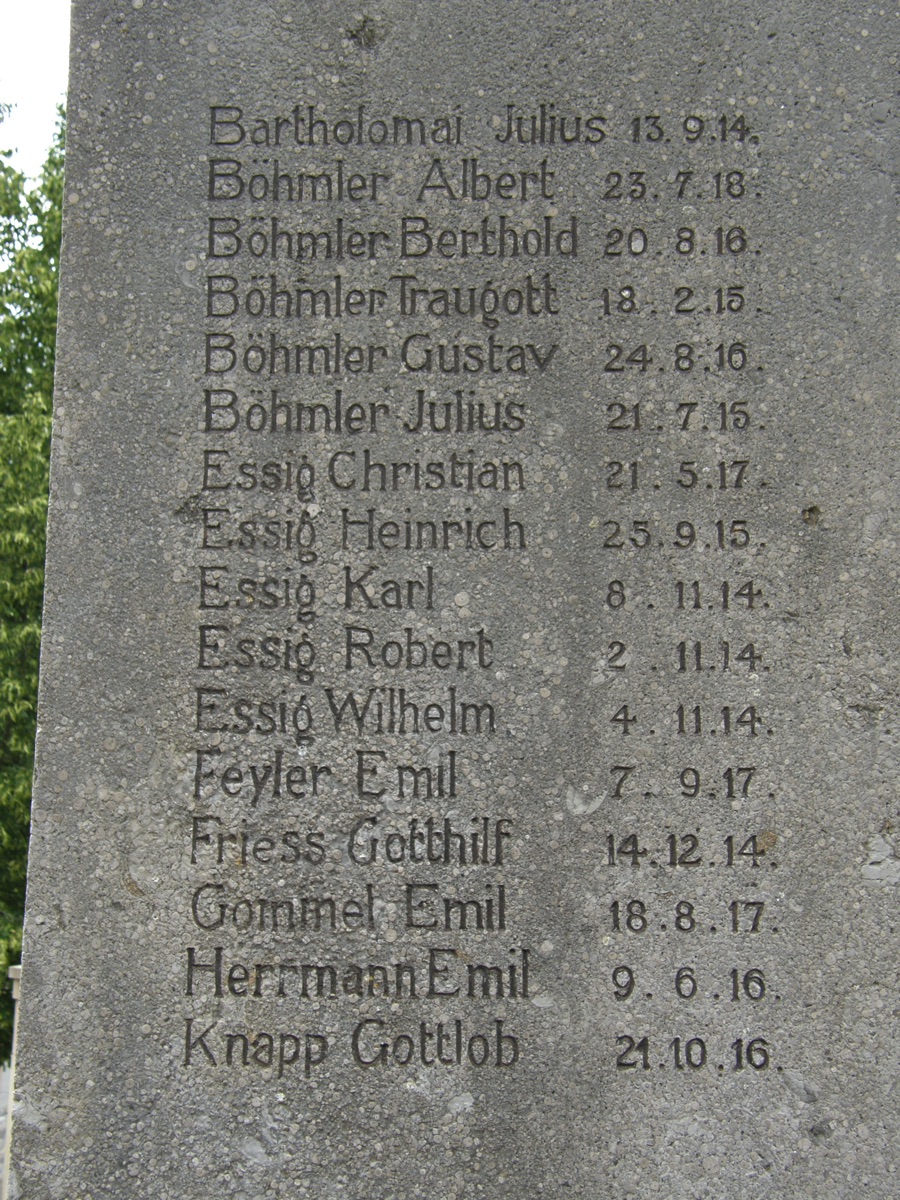 Bartholomai Julius 13.9.14.
Böhmler Albert 23.7.18.
Böhmler Berthold 20.8.16.
Böhmler Traugott 18.2.15.
Böhmler Gustav 24.8.16.
Böhmler Julius 21.7.15.
Essig Christian 21.5.17.
Essig Heinrich 25.9.15.
Essig Karl 8.11.14.
Essig Robert 2.11.14.
Essig Wilhelm 4.11.14.
Feyler Emil 7.9.17.
Friess Gotthilf 14.12.14.
Gommel Emil 18.8.17.
Herrmann Emil 9.6.16.
Knapp Gottlob 21.10.16.